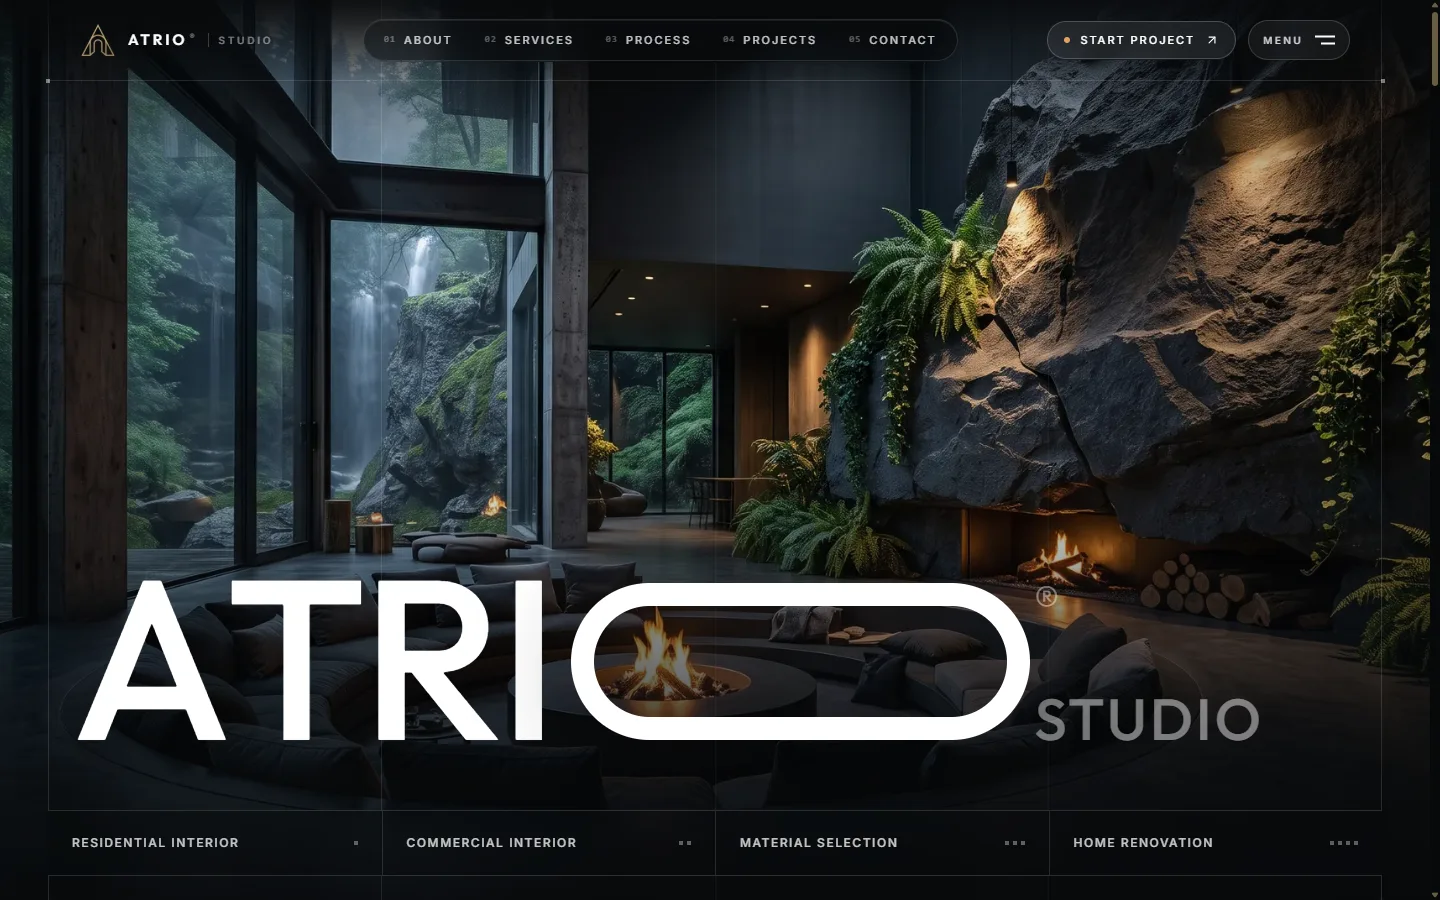 ATRIO® STUDIO
01 ABOUT
02 SERVICES
03 PROCESS
04 PROJECTS
05 CONTACT
START PROJECT
MENU
ATRIO®
STUDIO
RESIDENTIAL INTERIOR
COMMERCIAL INTERIOR
MATERIAL SELECTION
HOME RENOVATION